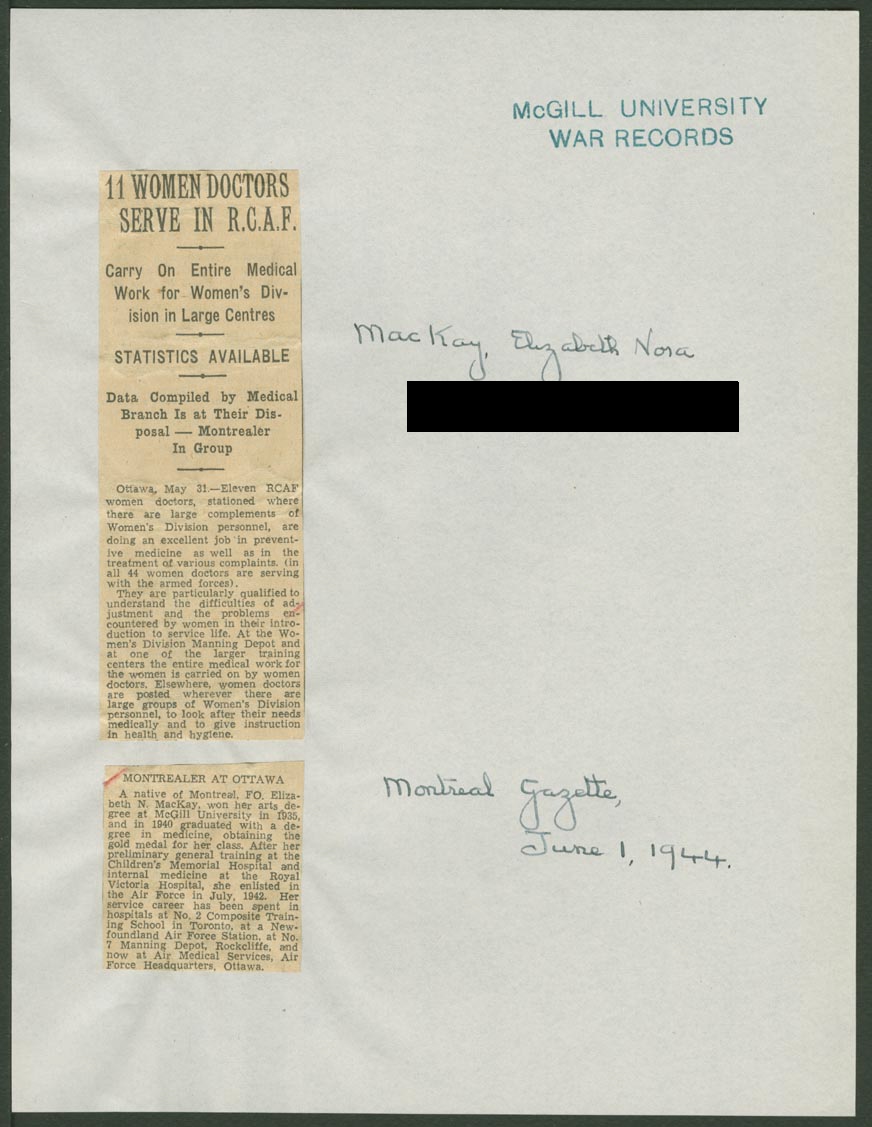 McGILL UNIVERSITY
WAR RECORDS
11 WOMEN DOCTORS
SERVE IN R.C.A.F.
Carry On Entire Medical
Work for Women's Div-
ision in Large Centres
STATISTICS AVAILABLE
Data Compiled by Medical
Branch Is at Their Dis-
posal — Montrealer
In Group
Ottawa, May 31.—Eleven RCAF
women doctors, stationed where
there are large complements of
Women's Division personnel, are
doing an excellent job in prevent-
ive medicine as well as in the
treatment of various complaints. (in
all 44 women doctors are serving
with the armed forces).
They are particularly qualified to
understand the difficulties of ad-
justment and the problems en-
countered by women in their intro-
duction to service life. At the Wo-
men's Division Manning Depot and
at one of the larger training
centers the entire medical work for
the women is carried on by women
doctors. Elsewhere, women doctors
are posted wherever there are
large groups of Women's Division
personnel, to look after their needs
medically and to give instruction
in health and hygiene.
MacKay, Elizabeth Nora
MONTREALER AT OTTAWA
A native of Montreal, FO. Eliza-
beth N. MacKay, won her arts de-
gree at McGill University in 1935,
and in 1940 graduated with a de-
gree in medicine, obtaining the
gold medal for her class. After her
preliminary general training at the
Children's Memorial Hospital and
internal medicine at the Royal
Victoria Hospital, she enlisted in
the Air Force in July, 1942. Her
service career has been spent in
hospitals at No. 2 Composite Train-
ing School in Toronto, at a New-
foundland Air Force Station, at No.
7 Manning Depot, Rockcliffe, and
now at Air Medical Services, Air
Force Headquarters, Ottawa.
Montreal Gazette,
June 1, 1944.